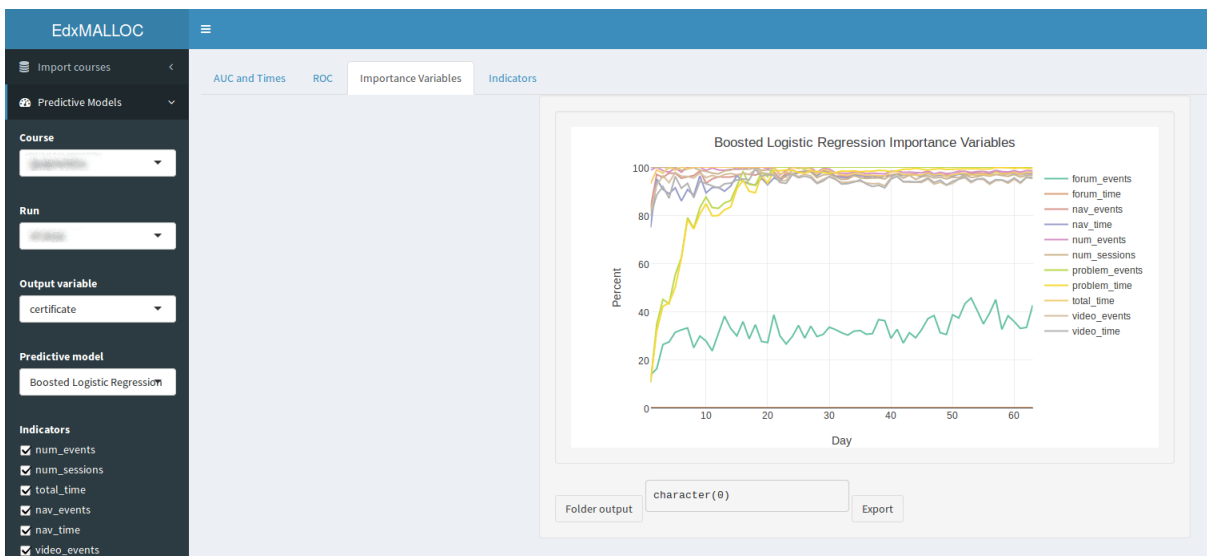 EdxMALLOC
Import courses
Predictive Models
Course
Run
Output variable
certificate
Predictive model
Boosted Logistic Regression
Indicators
num_events
num_sessions
total_time
nav_events
nav_time
video_events
AUC and Times
ROC
Importance Variables
Indicators
Boosted Logistic Regression Importance Variables
100
80
60
40
20
0
Percent
10 20 30 40 50 60
Day
forum_events
forum_time
nav_events
nav_time
num_events
num_sessions
problem_events
problem_time
total_time
video_events
video_time
Folder output
character(0)
Export